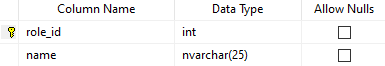 Column Name Data Type Allow Nulls
role_id int
name nvarchar(25)